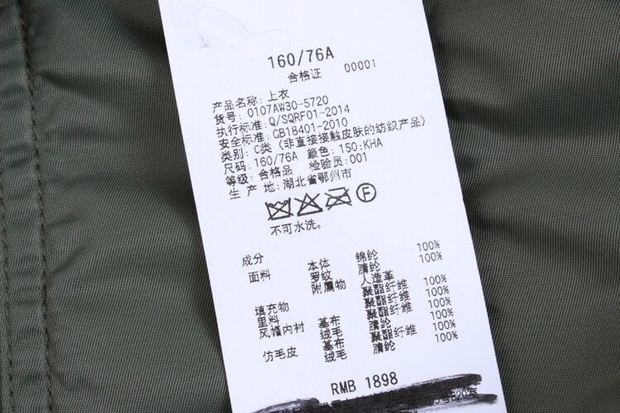 160/76A
合格证 00001
产品名称: 上衣
货号: 0107AW30-5720
执行标准: Q/SQRF01-2014
安全标准: GB18401-2010
类别: C类 (非直接接触皮肤的纺织产品)
尺码: 160/76A 颜色: 150:KHA
等级: 合格品 检验员: 001
生 产 地: 湖北省鄂州市
F
不可水洗。
成分
面料 本体 锦纶 100%
罗纹 腈纶 100%
附属物 人造革
填充物 聚酯纤维 100%
里料 聚酯纤维 100%
风帽内衬 基布 聚酯纤维 100%
绒毛 腈纶 100%
仿毛皮 基布 聚酯纤维 100%
绒毛 腈纶 100%
RMB 1898